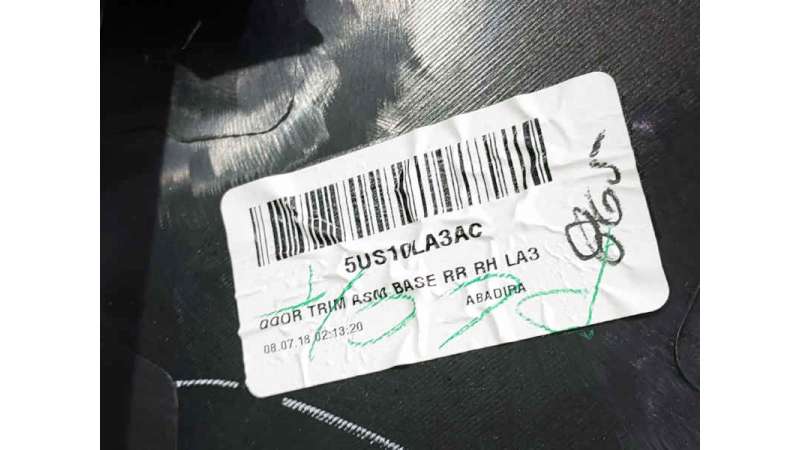 5US10LA3AC
DOOR TRIM ASM BASE RR RH LA3
08.07.18 02:13:20
ABADIRA